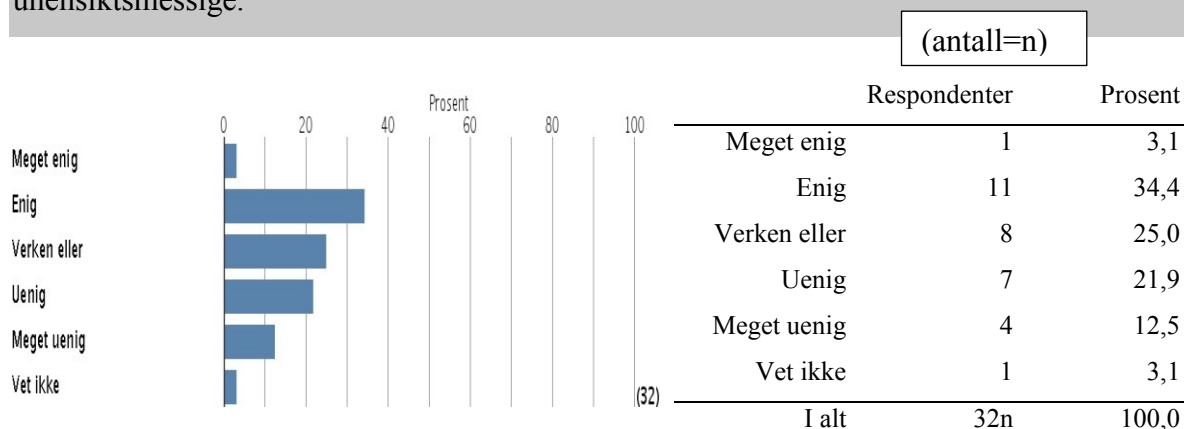 uhensiktsmessige.
(antall=n)
Prosent
0 20 40 60 80 100
Meget enig
Enig
Verken eller
Uenig
Meget uenig
Vet ikke
(32)
Respondenter Prosent
Meget enig 1 3,1
Enig 11 34,4
Verken eller 8 25,0
Uenig 7 21,9
Meget uenig 4 12,5
Vet ikke 1 3,1
I alt 32n 100,0